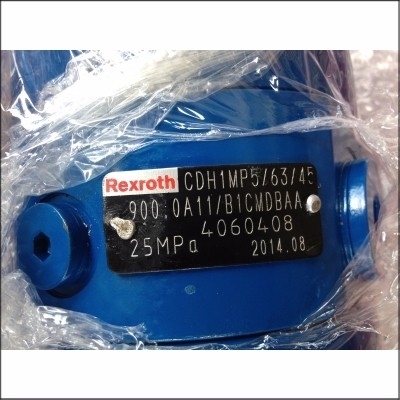 Rexroth CDH1MP5/63/45
900.0A11/B1CMDBAA
4060408
25MPa 2014.08